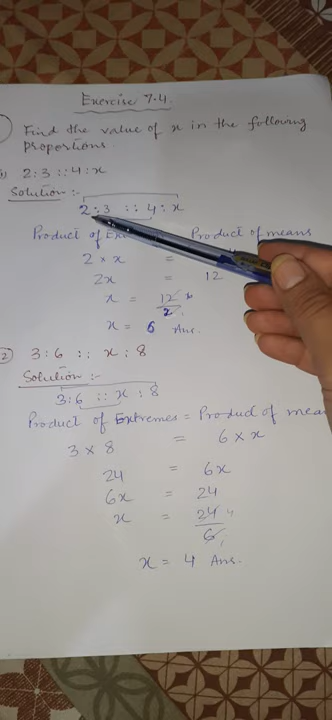 Exercise 7.4.
Find the value of x in the following
proportions.
1) 2:3 :: 4:x
Solution :-
2 : 3 :: 4 : x
Product of Product of means
2 × x =
2x = 12
x = 12/2
x = 6 Ans.
(2) 3:6 :: x : 8
Solution :-
3:6 :: x : 8
Product of Extremes = Product of mea
3 × 8 = 6 × x
24 = 6x
6x = 24
x = 24/6
x = 4 Ans.